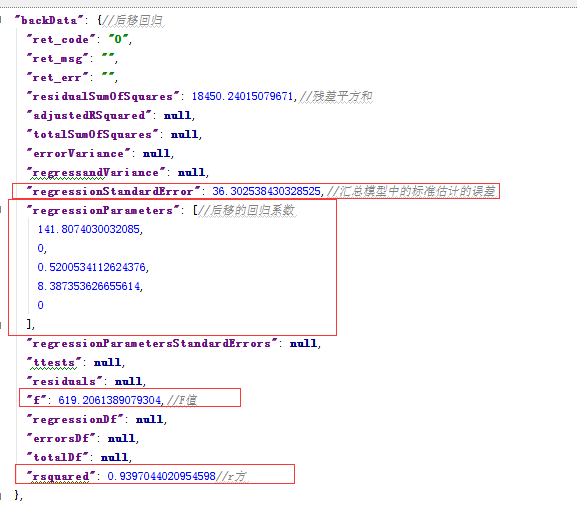 "backData": {//后移回归
"ret_code": "0",
"ret_msg": "",
"ret_err": "",
"residualSumOfSquares": 18450.24015079671,//残差平方和
"adjustedRSquared": null,
"totalSumOfSquares": null,
"errorVariance": null,
"regressandVariance": null,
"regressionStandardError": 36.302538430328525,//汇总模型中的标准估计的误差
"regressionParameters": [//后移的回归系数
141.8074030032085,
0,
0.5200534112624376,
8.387353626655614,
0
],
"regressionParametersStandardErrors": null,
"ttests": null,
"residuals": null,
"f": 619.2061389079304,//F值
"regressionDf": null,
"errorsDf": null,
"totalDf": null,
"rsquared": 0.9397044020954598//r方
},